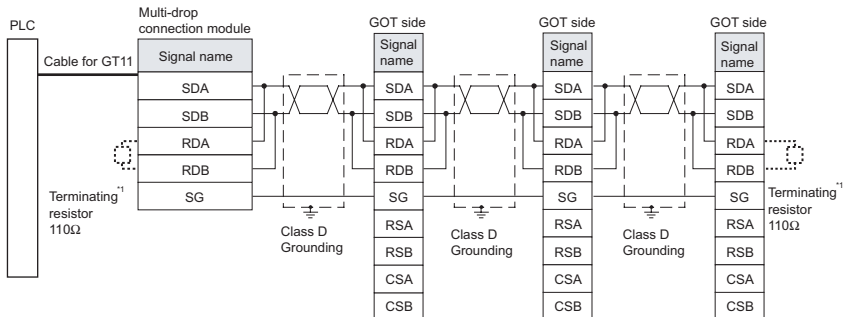 PLC
Multi-drop
connection module
GOT side
GOT side
GOT side
Cable for GT11
Signal name
Signal
name
Signal
name
Signal
name
SDA
SDA
SDA
SDA
SDB
SDB
SDB
SDB
RDA
RDA
RDA
RDA
RDB
RDB
RDB
RDB
SG
SG
SG
SG
Terminating*1
resistor
110Ω
Class D
Grounding
Class D
Grounding
Class D
Grounding
Terminating*1
resistor
110Ω
RSA
RSA
RSA
RSB
RSB
RSB
CSA
CSA
CSA
CSB
CSB
CSB